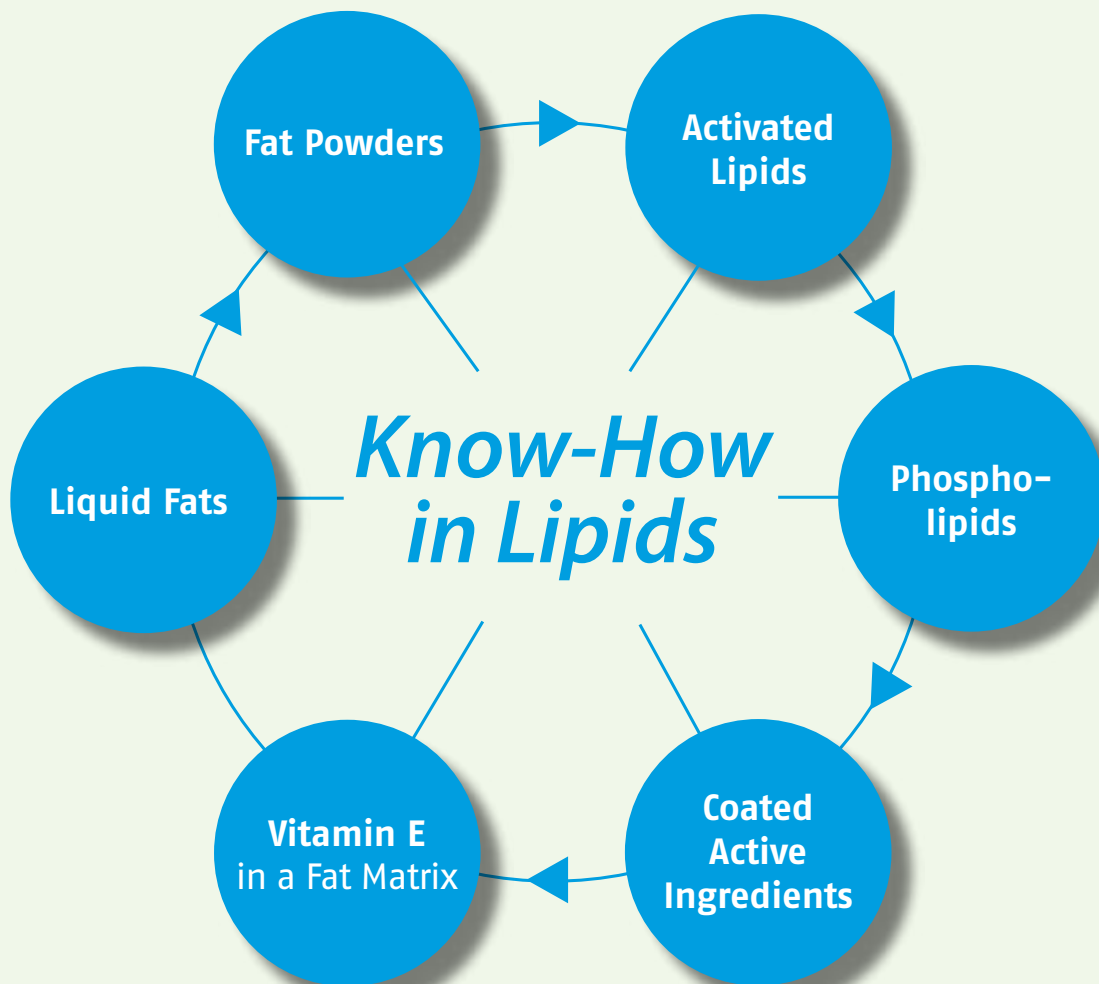 Fat Powders
Activated
Lipids
Know-How
in Lipids
Liquid Fats
Phospho-
lipids
Vitamin E
in a Fat Matrix
Coated
Active
Ingredients